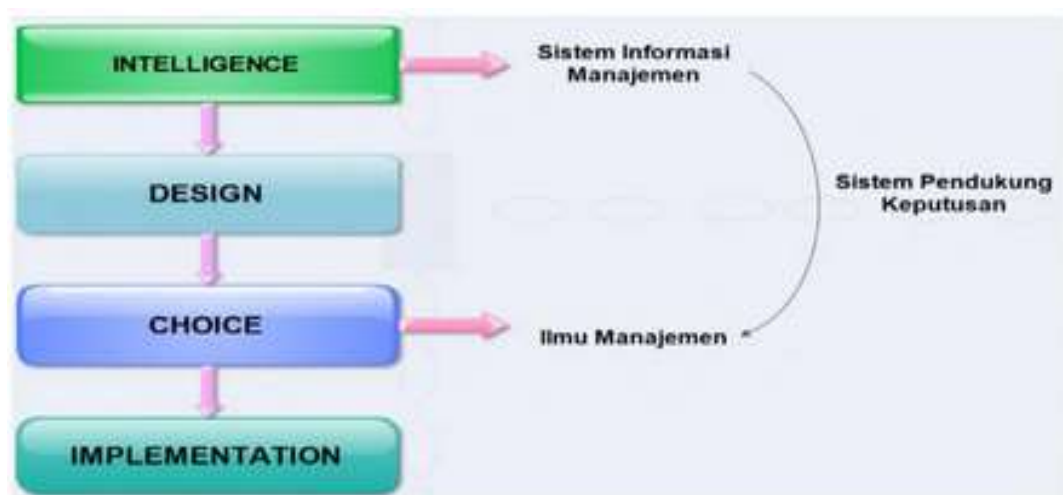 INTELLIGENCE
Sistem Informasi
Manajemen
DESIGN
Sistem Pendukung
Keputusan
CHOICE
Ilmu Manajemen
IMPLEMENTATION